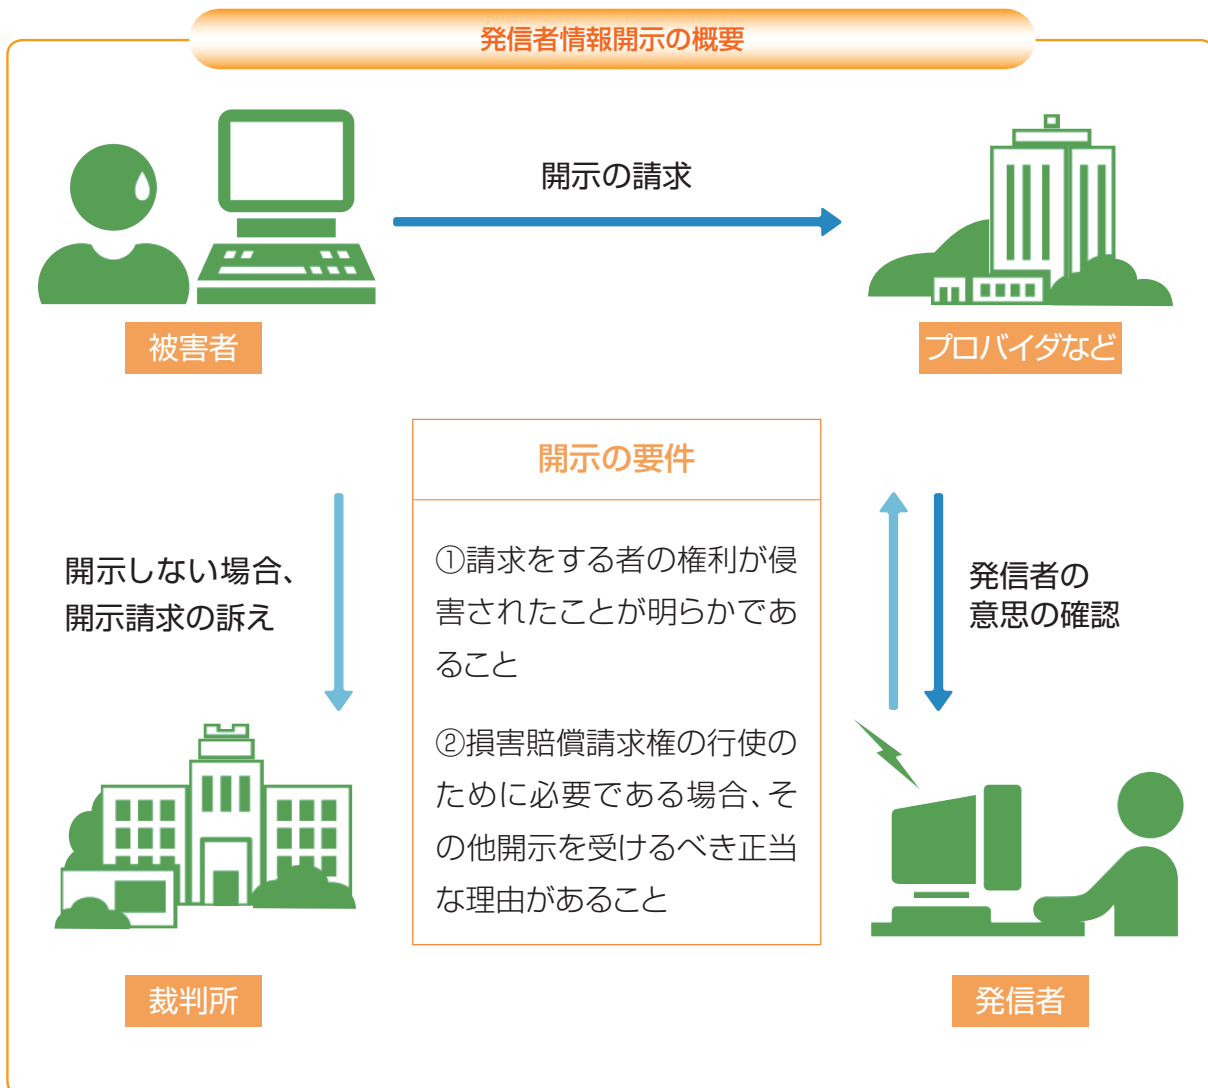 発信者情報開示の概要
開示の請求
被害者
プロバイダなど
開示の要件
①請求をする者の権利が侵
害されたことが明らかであ
ること
②損害賠償請求権の行使の
ために必要である場合、そ
の他開示を受けるべき正当
な理由があること
開示しない場合、
開示請求の訴え
発信者の
意思の確認
裁判所
発信者